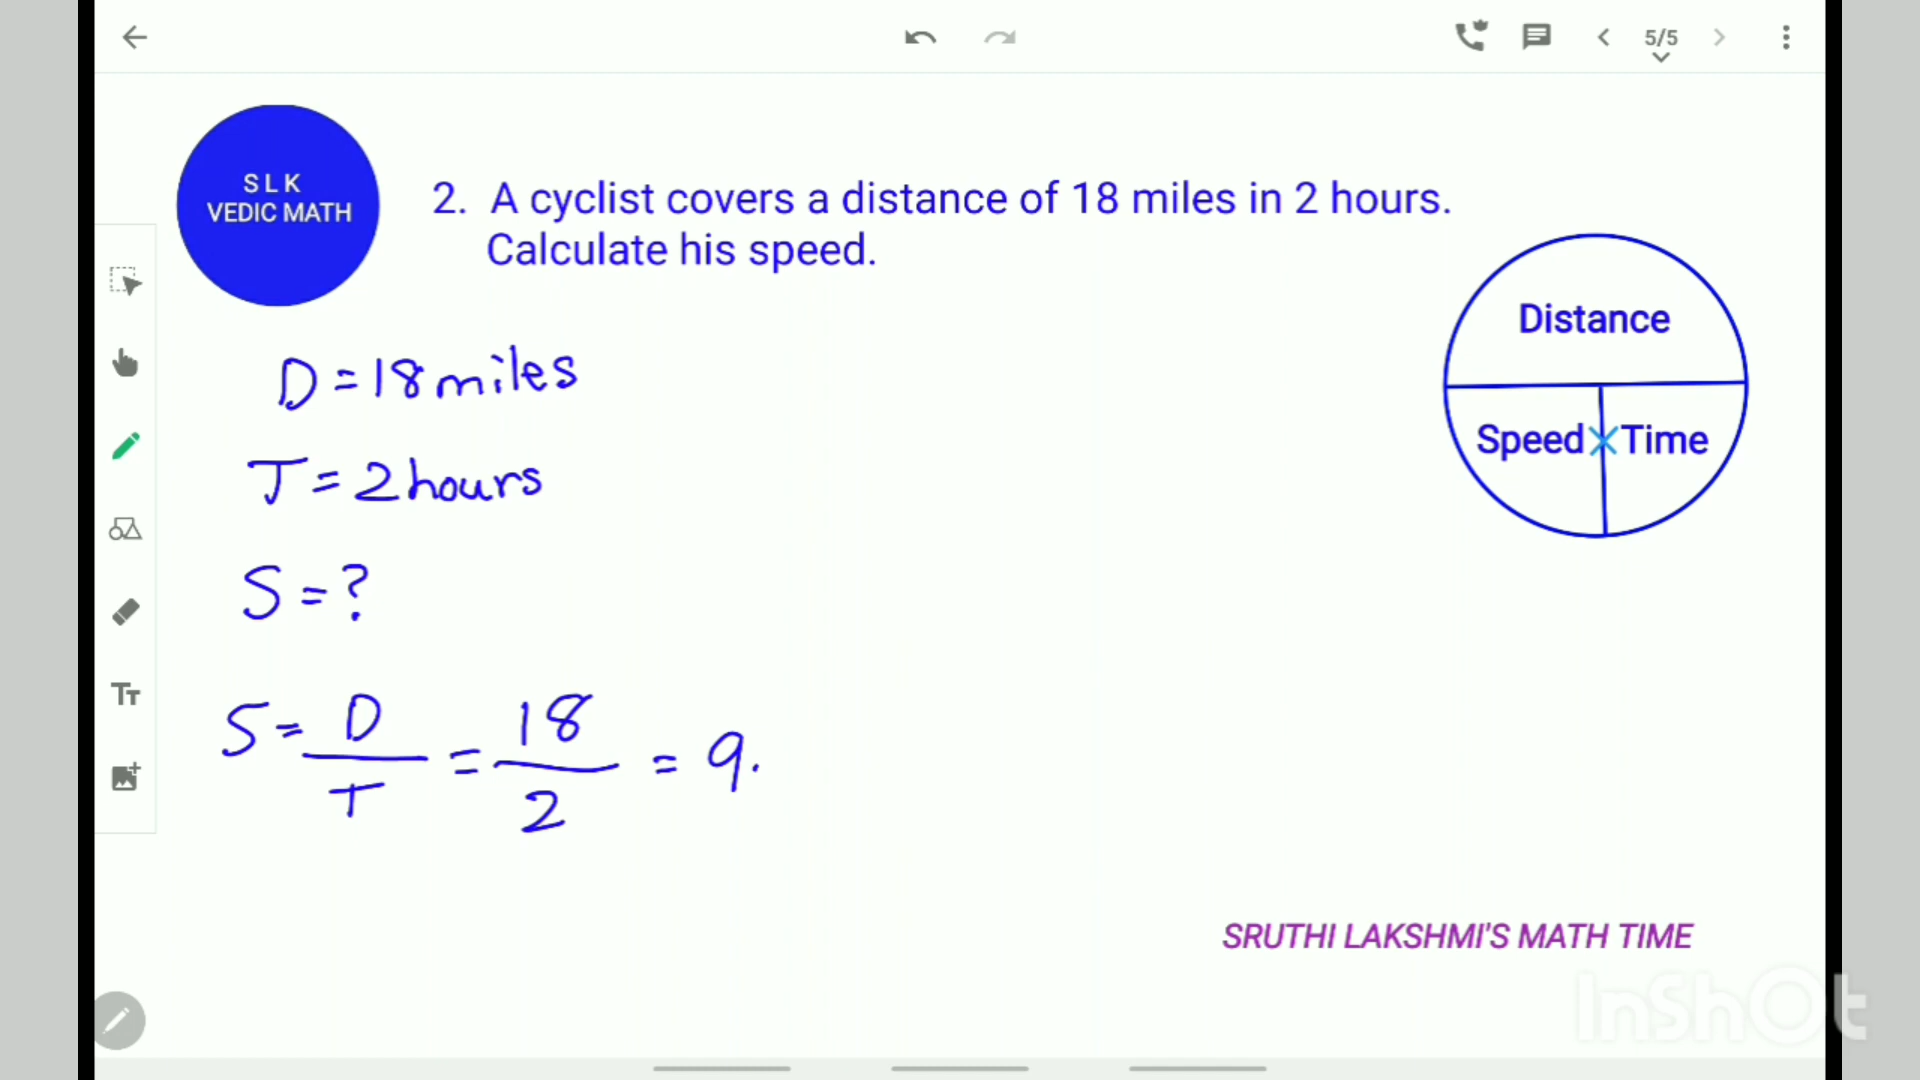 5/5
S L K
VEDIC MATH
2. A cyclist covers a distance of 18 miles in 2 hours.
Calculate his speed.
Distance
Speed × Time
D = 18 miles
T = 2 hours
S = ?
S = D/T = 18/2 = 9.
TT
SRUTHI LAKSHMI'S MATH TIME
InShOt